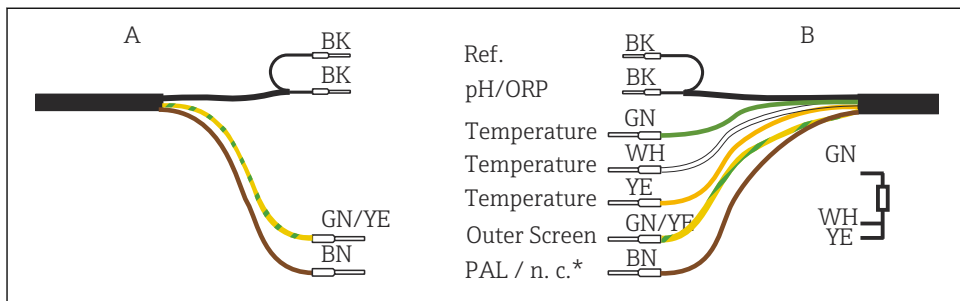 A
BK
BK
GN/YE
BN
Ref.
pH/ORP
Temperature
Temperature
Temperature
Outer Screen
PAL / n. c.*
BK
BK
GN
WH
YE
GN/YE
BN
B
GN
WH
YE